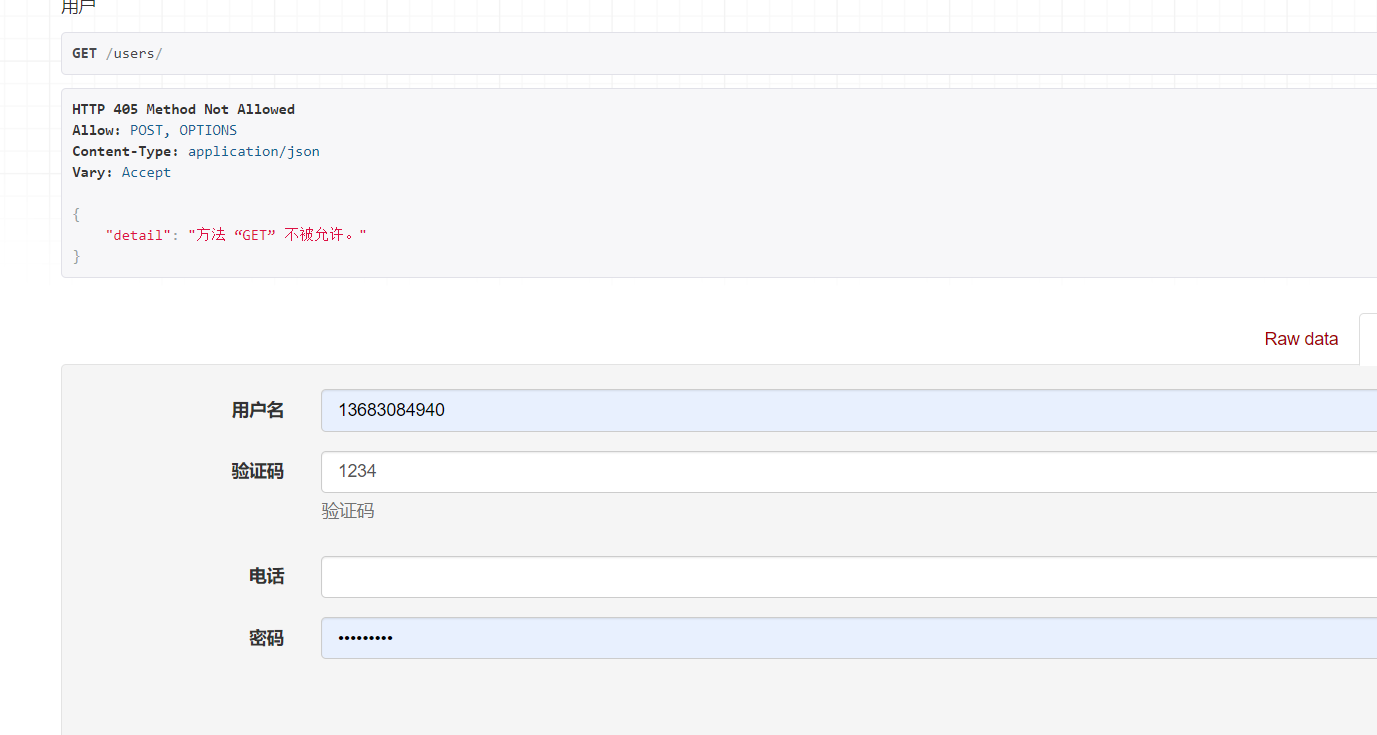 用户
GET /users/
HTTP 405 Method Not Allowed
Allow: POST, OPTIONS
Content-Type: application/json
Vary: Accept
{
"detail": "方法 “GET” 不被允许。"
}
Raw data
用户名 13683084940
验证码 1234
验证码
电话
密码 •••••••••